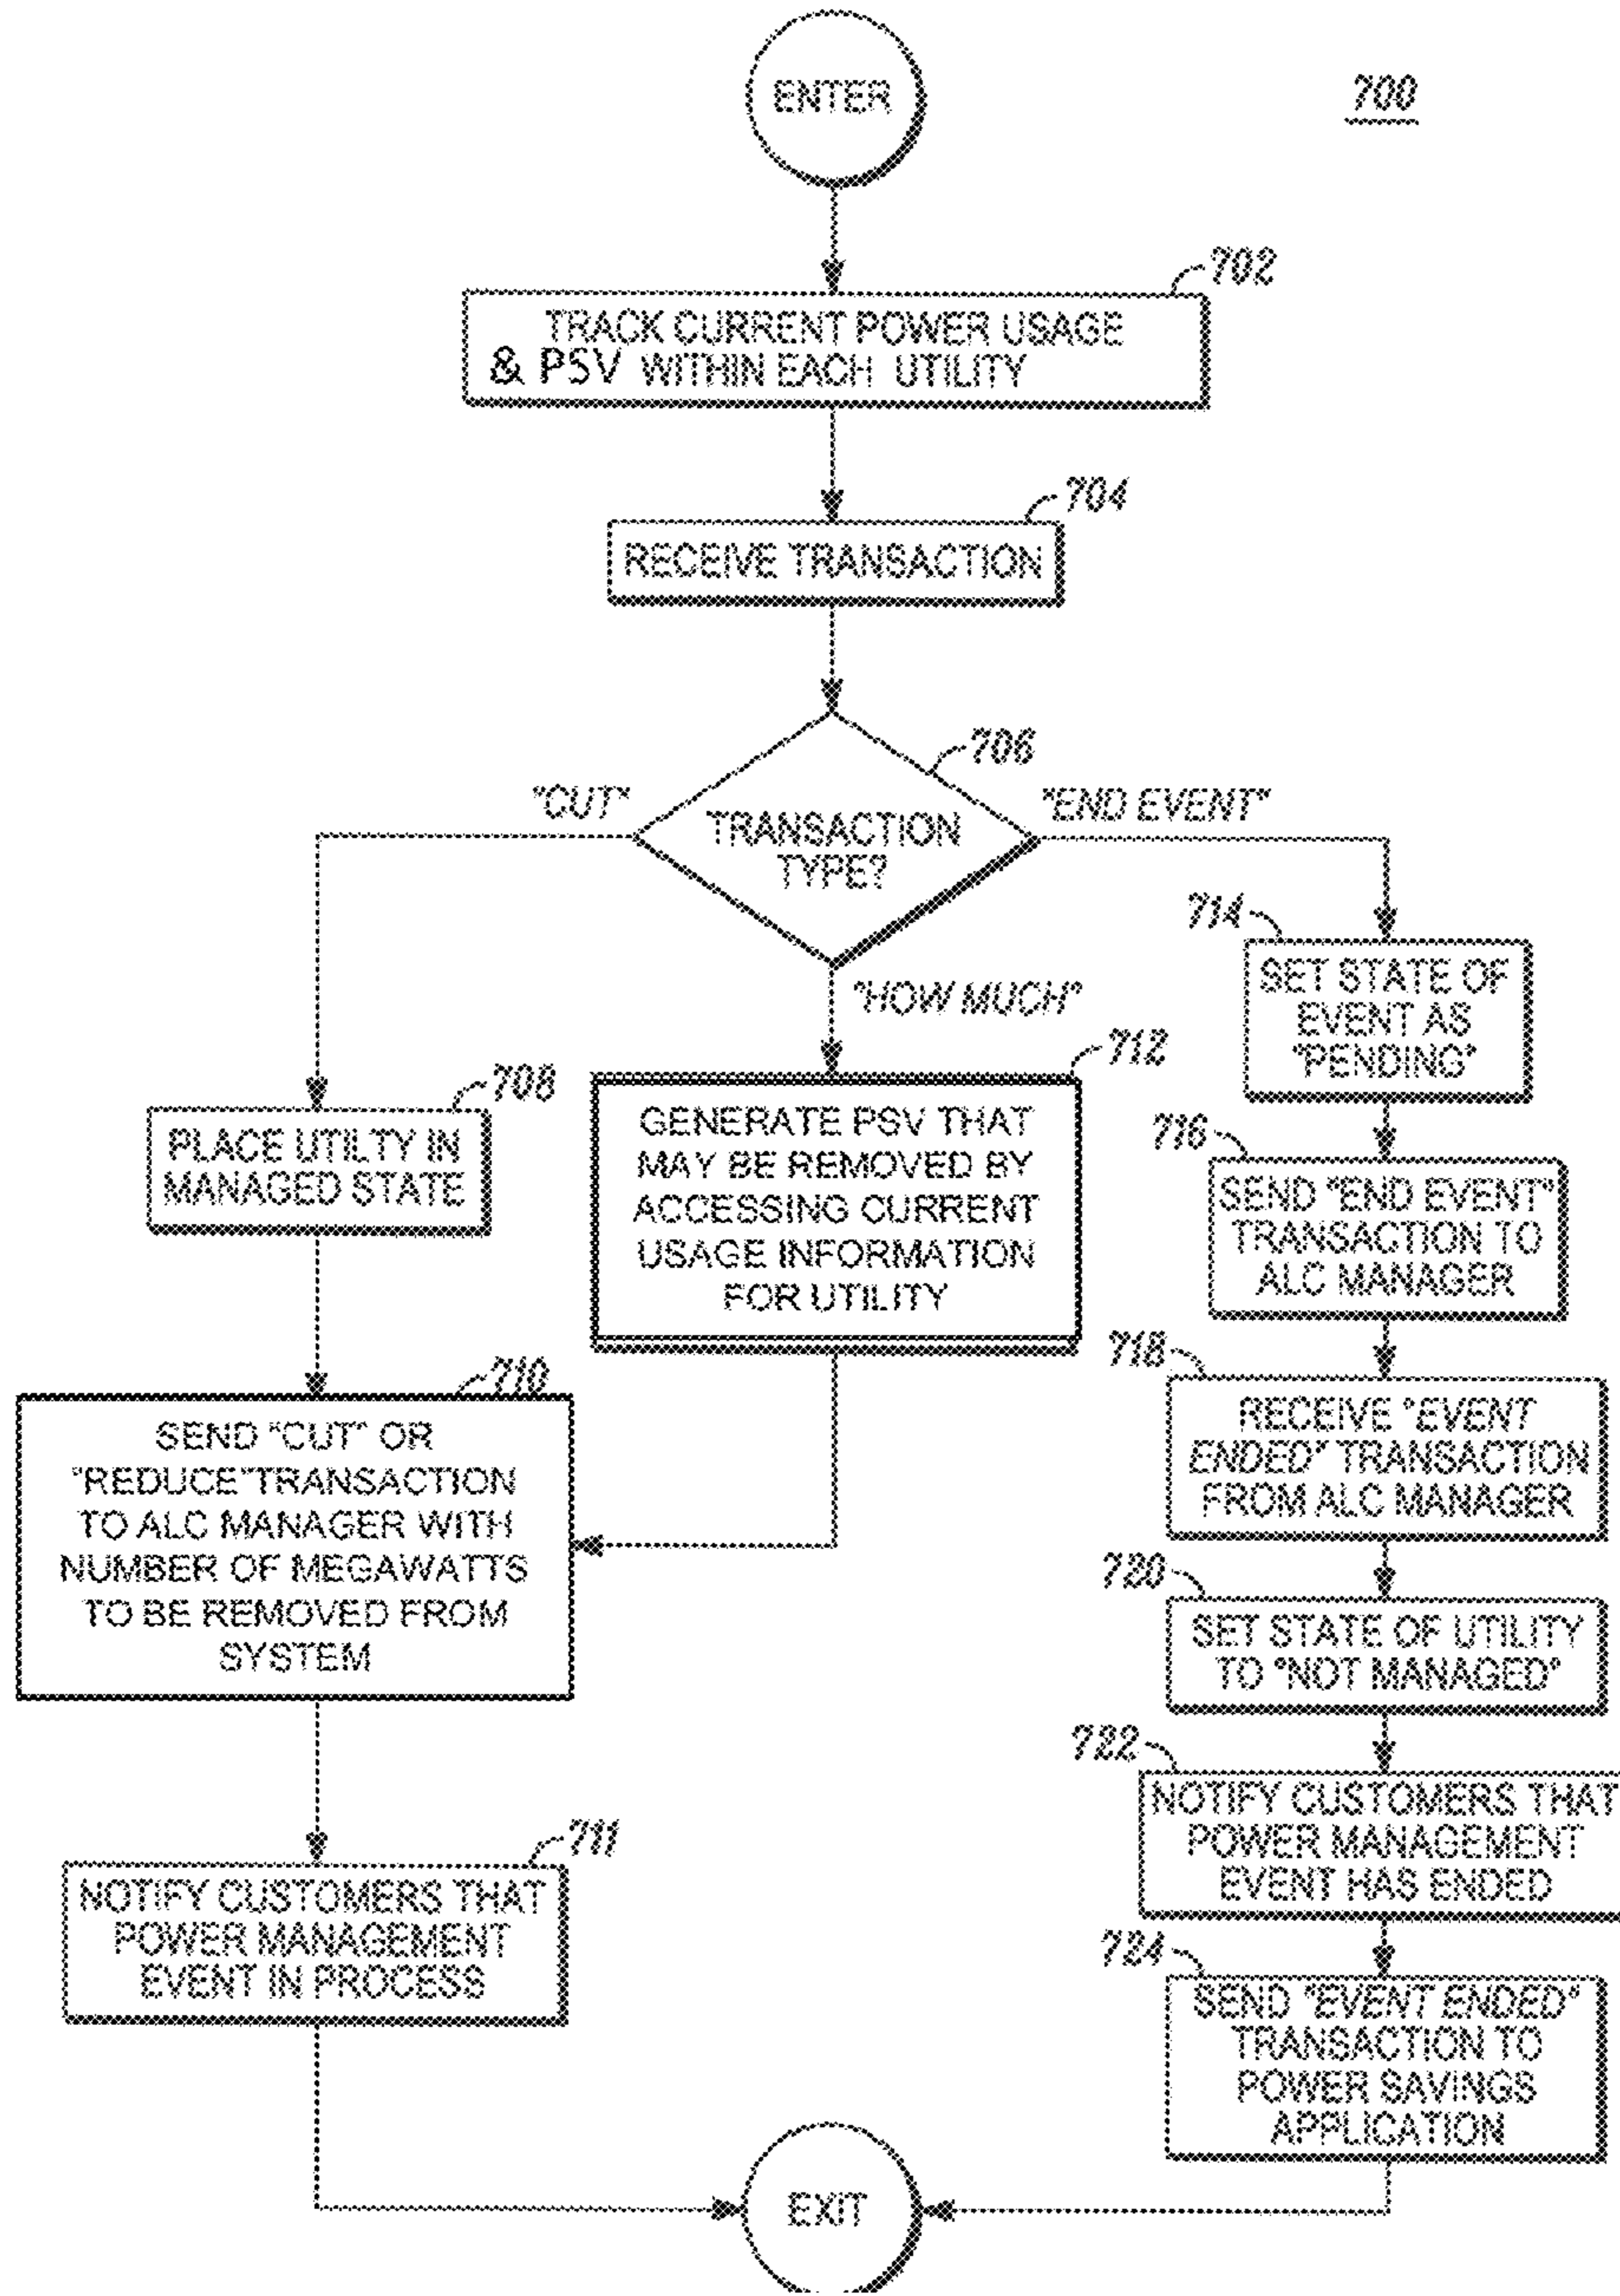 ENTER
700
702
TRACK CURRENT POWER USAGE
& PSV WITHIN EACH UTILITY
704
RECEIVE TRANSACTION
706
TRANSACTION
TYPE?
"CUT"
708
PLACE UTILTY IN
MANAGED STATE
710
SEND "CUT" OR
"REDUCE"TRANSACTION
TO ALC MANAGER WITH
NUMBER OF MEGAWATTS
TO BE REMOVED FROM
SYSTEM
711
NOTIFY CUSTOMERS THAT
POWER MANAGEMENT
EVENT IN PROCESS
"HOW MUCH"
712
GENERATE PSV THAT
MAY BE REMOVED BY
ACCESSING CURRENT
USAGE INFORMATION
FOR UTILITY
"END EVENT"
714
SET STATE OF
EVENT AS
"PENDING"
716
SEND "END EVENT"
TRANSACTION TO
ALC MANAGER
718
RECEIVE "EVENT
ENDED" TRANSACTION
FROM ALC MANAGER
720
SET STATE OF UTILITY
TO "NOT MANAGED"
722
NOTIFY CUSTOMERS THAT
POWER MANAGEMENT
EVENT HAS ENDED
724
SEND "EVENT ENDED"
TRANSACTION TO
POWER SAVINGS
APPLICATION
EXIT